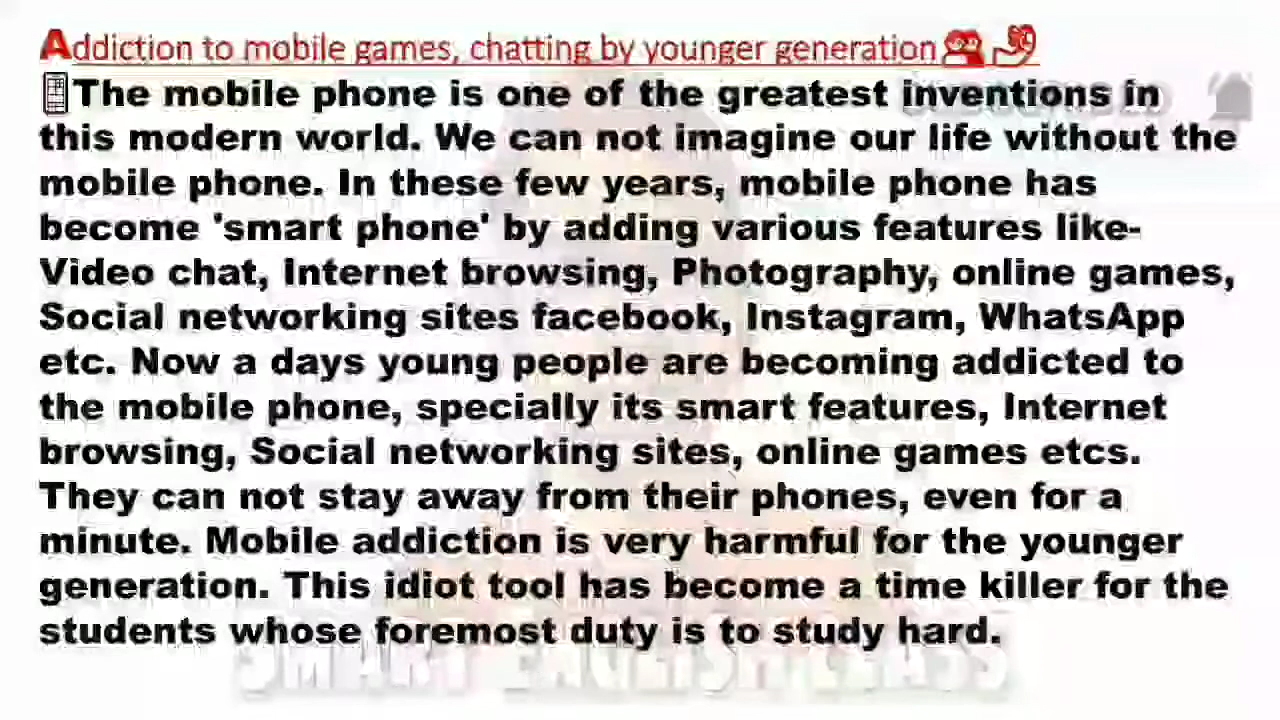 Addiction to mobile games, chatting by younger generation
The mobile phone is one of the greatest inventions in
this modern world. We can not imagine our life without the
mobile phone. In these few years, mobile phone has
become 'smart phone' by adding various features like-
Video chat, Internet browsing, Photography, online games,
Social networking sites facebook, Instagram, WhatsApp
etc. Now a days young people are becoming addicted to
the mobile phone, specially its smart features, Internet
browsing, Social networking sites, online games etcs.
They can not stay away from their phones, even for a
minute. Mobile addiction is very harmful for the younger
generation. This idiot tool has become a time killer for the
students whose foremost duty is to study hard.
SMART ENGLISH CLASS